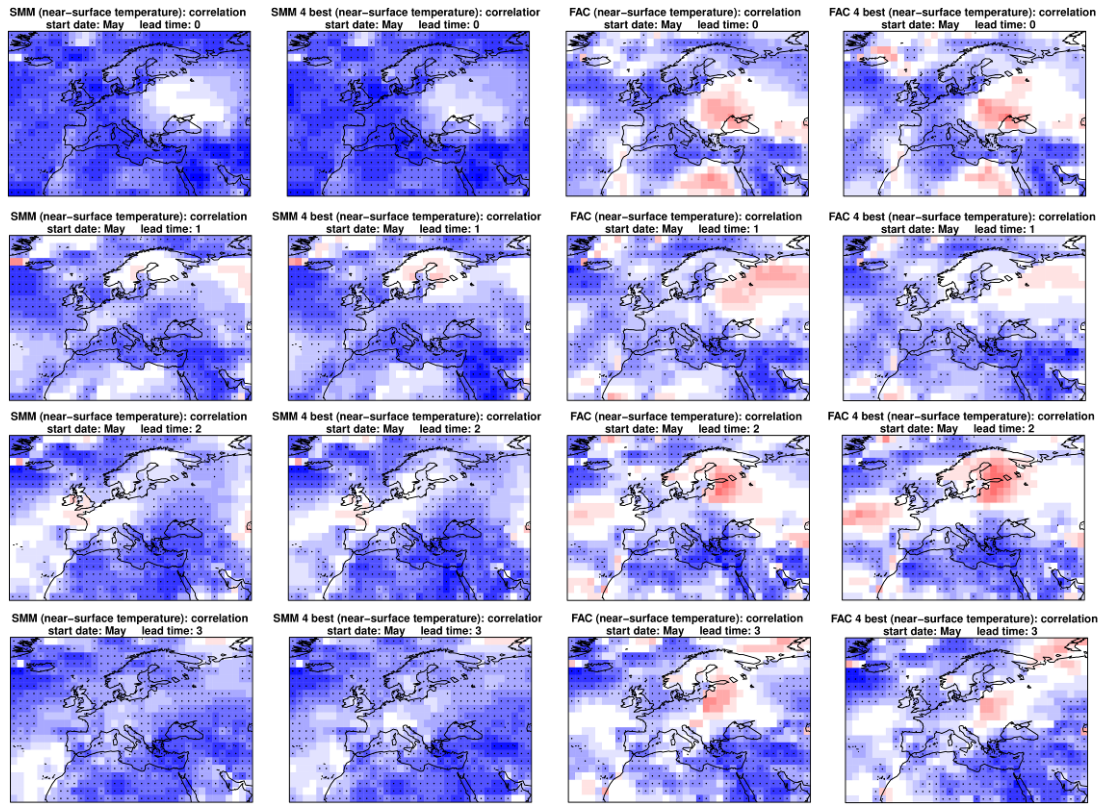 SMM (near-surface temperature): correlation
start date: May lead time: 0
SMM 4 best (near-surface temperature): correlatior
start date: May lead time: 0
FAC (near-surface temperature): correlation
start date: May lead time: 0
FAC 4 best (near-surface temperature): correlation
start date: May lead time: 0
SMM (near-surface temperature): correlation
start date: May lead time: 1
SMM 4 best (near-surface temperature): correlatior
start date: May lead time: 1
FAC (near-surface temperature): correlation
start date: May lead time: 1
FAC 4 best (near-surface temperature): correlation
start date: May lead time: 1
SMM (near-surface temperature): correlation
start date: May lead time: 2
SMM 4 best (near-surface temperature): correlatior
start date: May lead time: 2
FAC (near-surface temperature): correlation
start date: May lead time: 2
FAC 4 best (near-surface temperature): correlation
start date: May lead time: 2
SMM (near-surface temperature): correlation
start date: May lead time: 3
SMM 4 best (near-surface temperature): correlatior
start date: May lead time: 3
FAC (near-surface temperature): correlation
start date: May lead time: 3
FAC 4 best (near-surface temperature): correlation
start date: May lead time: 3